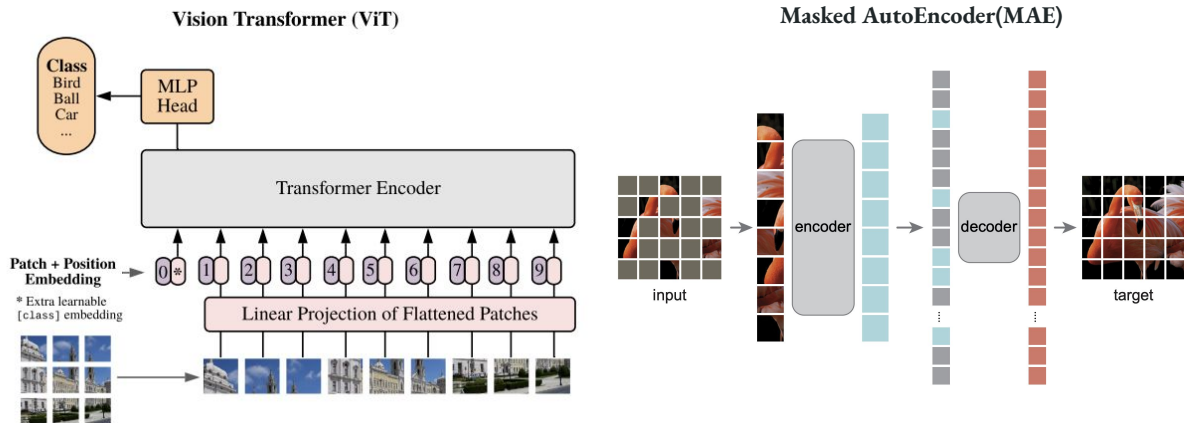 Vision Transformer (ViT)
Class
Bird
Ball
Car
...
MLP
Head
Transformer Encoder
Patch + Position
Embedding
* Extra learnable
[class] embedding
0 * 1 2 3 4 5 6 7 8 9
Linear Projection of Flattened Patches
Masked AutoEncoder(MAE)
input
encoder
....
decoder
....
target